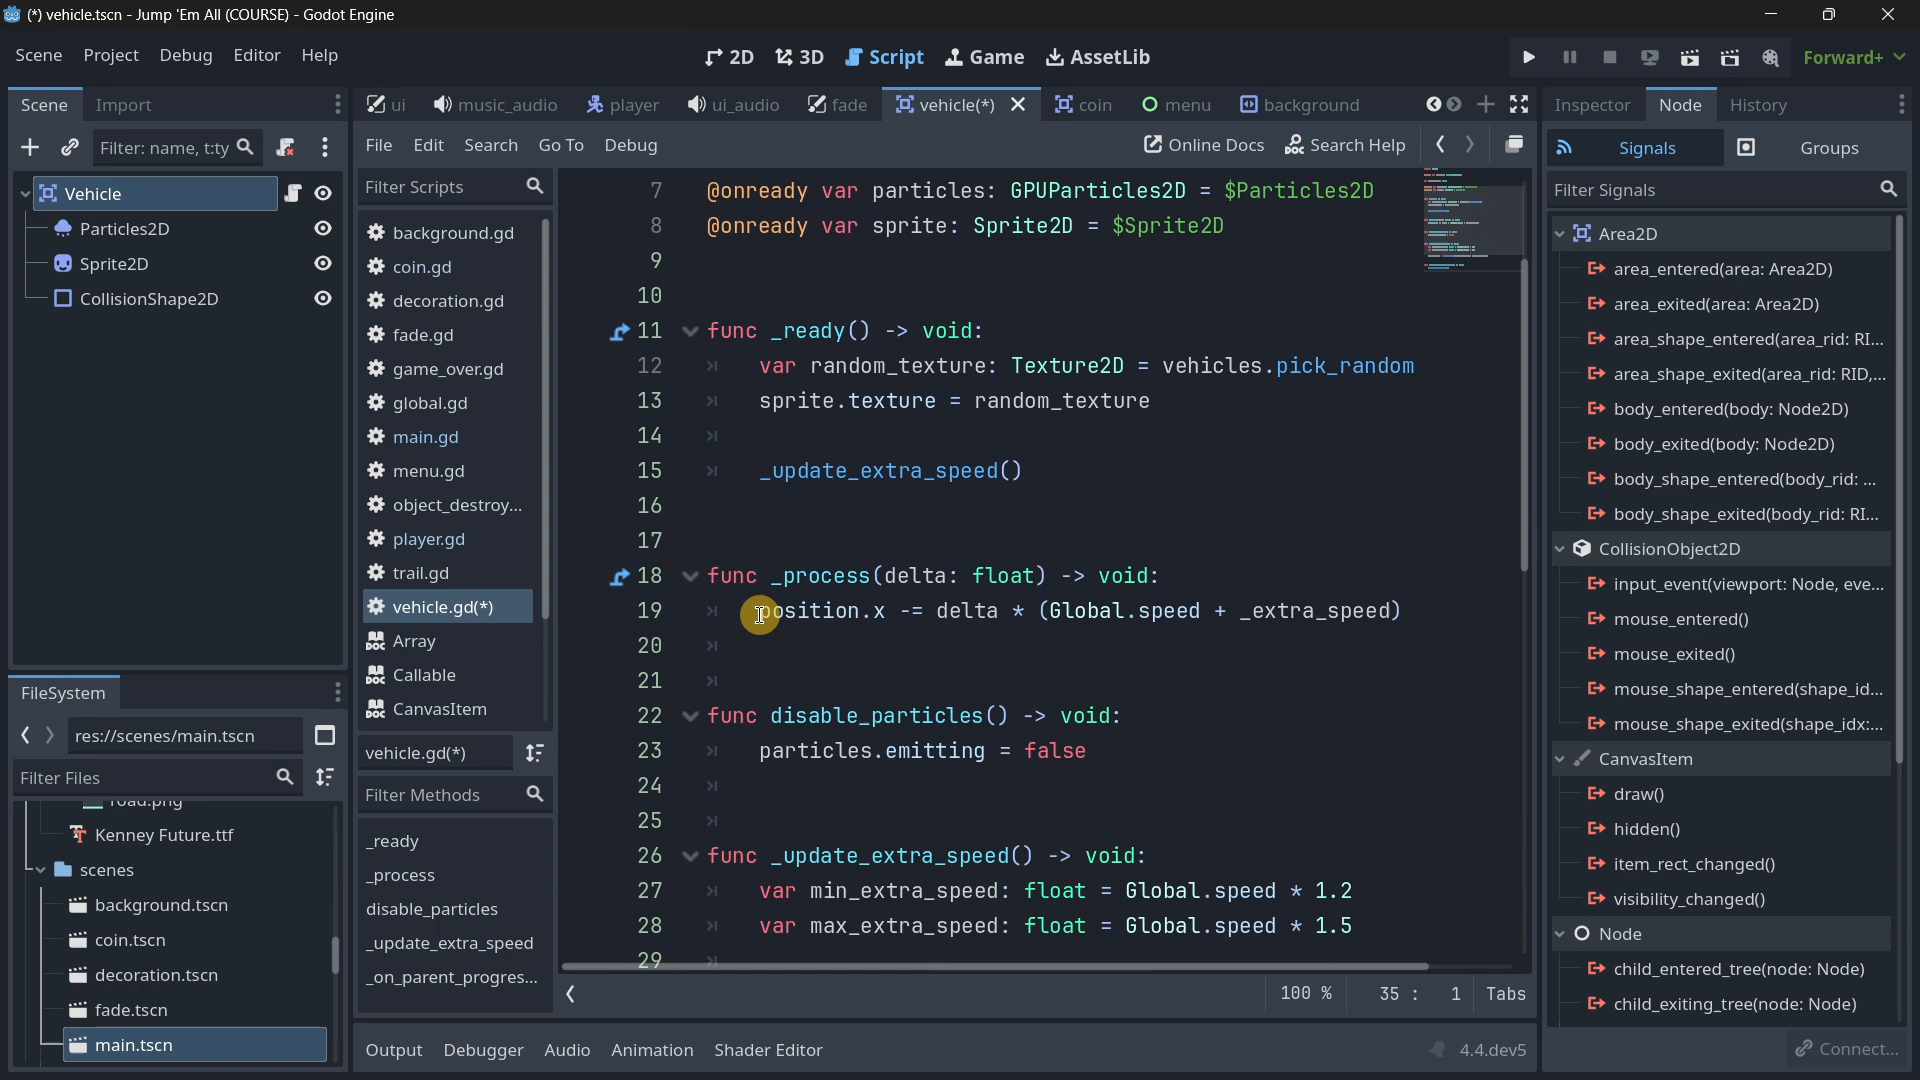 (*) vehicle.tscn - Jump 'Em All (COURSE) - Godot Engine
Scene Project Debug Editor Help
2D 3D Script Game AssetLib
Forward+
Scene Import
Filter: name, t:ty
Vehicle
Particles2D
Sprite2D
CollisionShape2D
FileSystem
res://scenes/main.tscn
Filter Files
Kenney Future.ttf
scenes
background.tscn
coin.tscn
decoration.tscn
fade.tscn
main.tscn
ui music_audio player ui_audio fade vehicle(*) coin menu background
File Edit Search Go To Debug
Online Docs Search Help
Filter Scripts
background.gd
coin.gd
decoration.gd
fade.gd
game_over.gd
global.gd
main.gd
menu.gd
object_destroy...
player.gd
trail.gd
vehicle.gd(*)
Array
Callable
CanvasItem
vehicle.gd(*)
Filter Methods
_ready
_process
disable_particles
_update_extra_speed
_on_parent_progres...
7 @onready var particles: GPUParticles2D = $Particles2D
8 @onready var sprite: Sprite2D = $Sprite2D
9
10
11 func _ready() -> void:
12 var random_texture: Texture2D = vehicles.pick_random
13 sprite.texture = random_texture
14
15 _update_extra_speed()
16
17
18 func _process(delta: float) -> void:
19 position.x -= delta * (Global.speed + _extra_speed)
20
21
22 func disable_particles() -> void:
23 particles.emitting = false
24
25
26 func _update_extra_speed() -> void:
27 var min_extra_speed: float = Global.speed * 1.2
28 var max_extra_speed: float = Global.speed * 1.5
29
100 % 35 : 1 Tabs
Output Debugger Audio Animation Shader Editor
4.4.dev5
Inspector Node History
Signals Groups
Filter Signals
Area2D
area_entered(area: Area2D)
area_exited(area: Area2D)
area_shape_entered(area_rid: RI...
area_shape_exited(area_rid: RID,...
body_entered(body: Node2D)
body_exited(body: Node2D)
body_shape_entered(body_rid: ...
body_shape_exited(body_rid: RI...
CollisionObject2D
input_event(viewport: Node, eve...
mouse_entered()
mouse_exited()
mouse_shape_entered(shape_id...
mouse_shape_exited(shape_idx:...
CanvasItem
draw()
hidden()
item_rect_changed()
visibility_changed()
Node
child_entered_tree(node: Node)
child_exiting_tree(node: Node)
Connect...